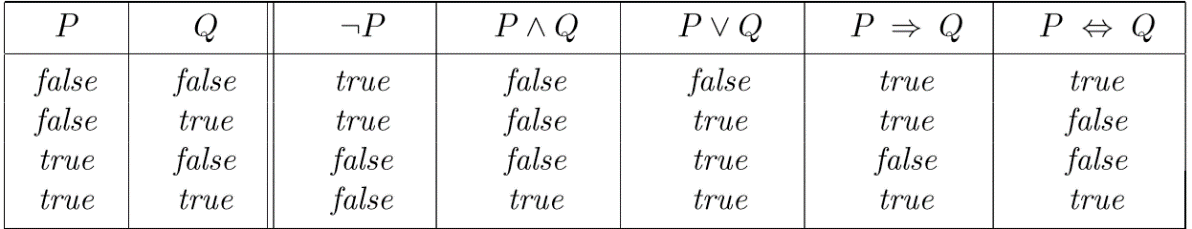 P Q ¬P P ∧ Q P ∨ Q P ⇒ Q P ⇔ Q
false false true false false true true
false true true false true true false
true false false false true false false
true true false true true true true